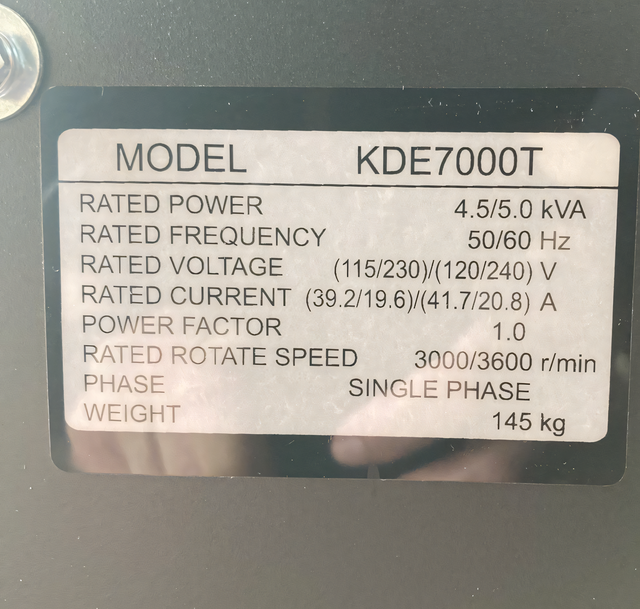 MODEL KDE7000T
RATED POWER 4.5/5.0 kVA
RATED FREQUENCY 50/60 Hz
RATED VOLTAGE (115/230)/(120/240) V
RATED CURRENT (39.2/19.6)/(41.7/20.8) A
POWER FACTOR 1.0
RATED ROTATE SPEED 3000/3600 r/min
PHASE SINGLE PHASE
WEIGHT 145 kg